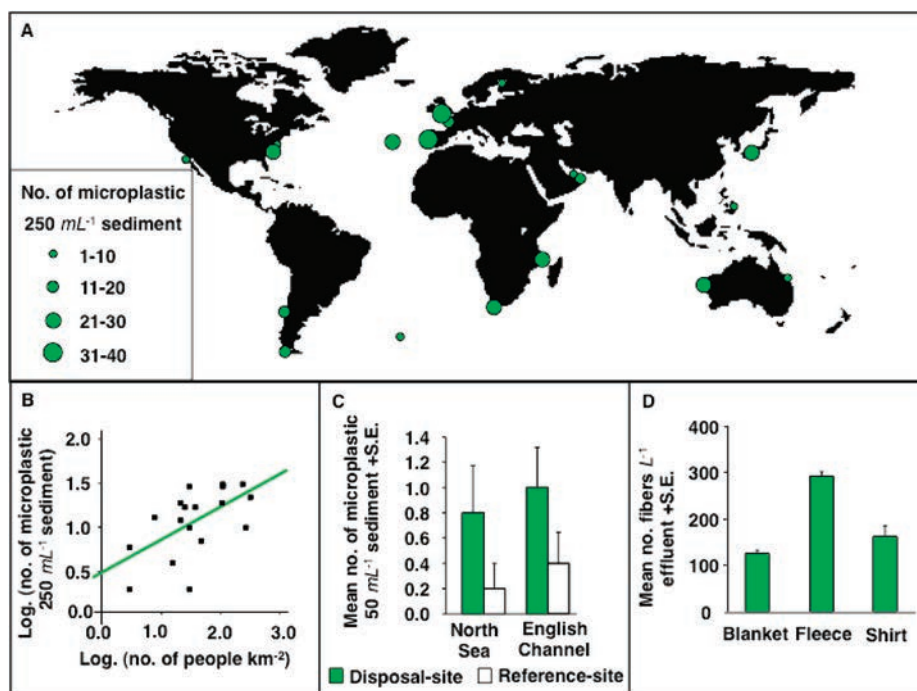 A
No. of microplastic
250 mL⁻¹ sediment
1-10
11-20
21-30
31-40
B
Log. (no. of microplastic
250 mL⁻¹ sediment)
2.0
1.5
1.0
0.5
0.0
0.0 1.0 2.0 3.0
Log. (no. of people km⁻²)
C
Mean no. of microplastic
50 mL⁻¹ sediment +S.E.
1.4
1.2
1.0
0.8
0.6
0.4
0.2
0.0
North English
Sea Channel
Disposal-site Reference-site
D
Mean no. fibers L⁻¹
effluent +S.E.
400
300
200
100
0
Blanket Fleece Shirt